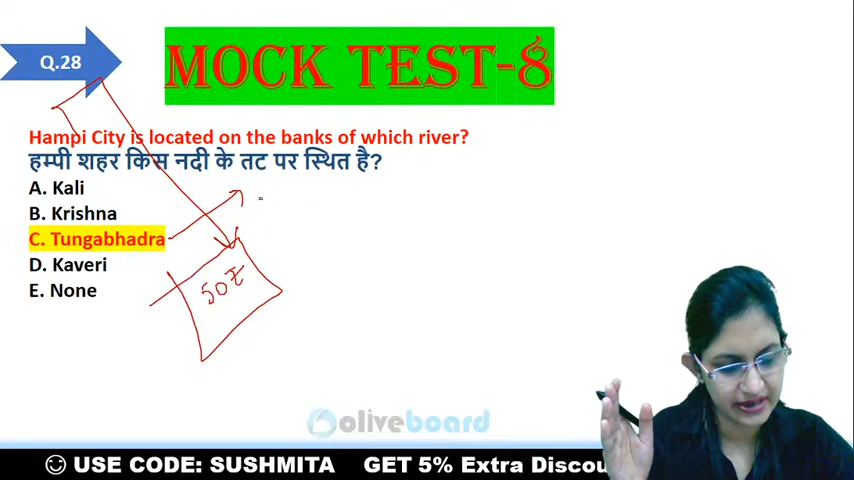 Q.28
MOCK TEST-8
Hampi City is located on the banks of which river?
हम्पी शहर किस नदी के तट पर स्थित है?
A. Kali
B. Krishna
C. Tungabhadra
D. Kaveri
E. None
50₹
oliveboard
USE CODE: SUSHMITA GET 5% Extra Discou